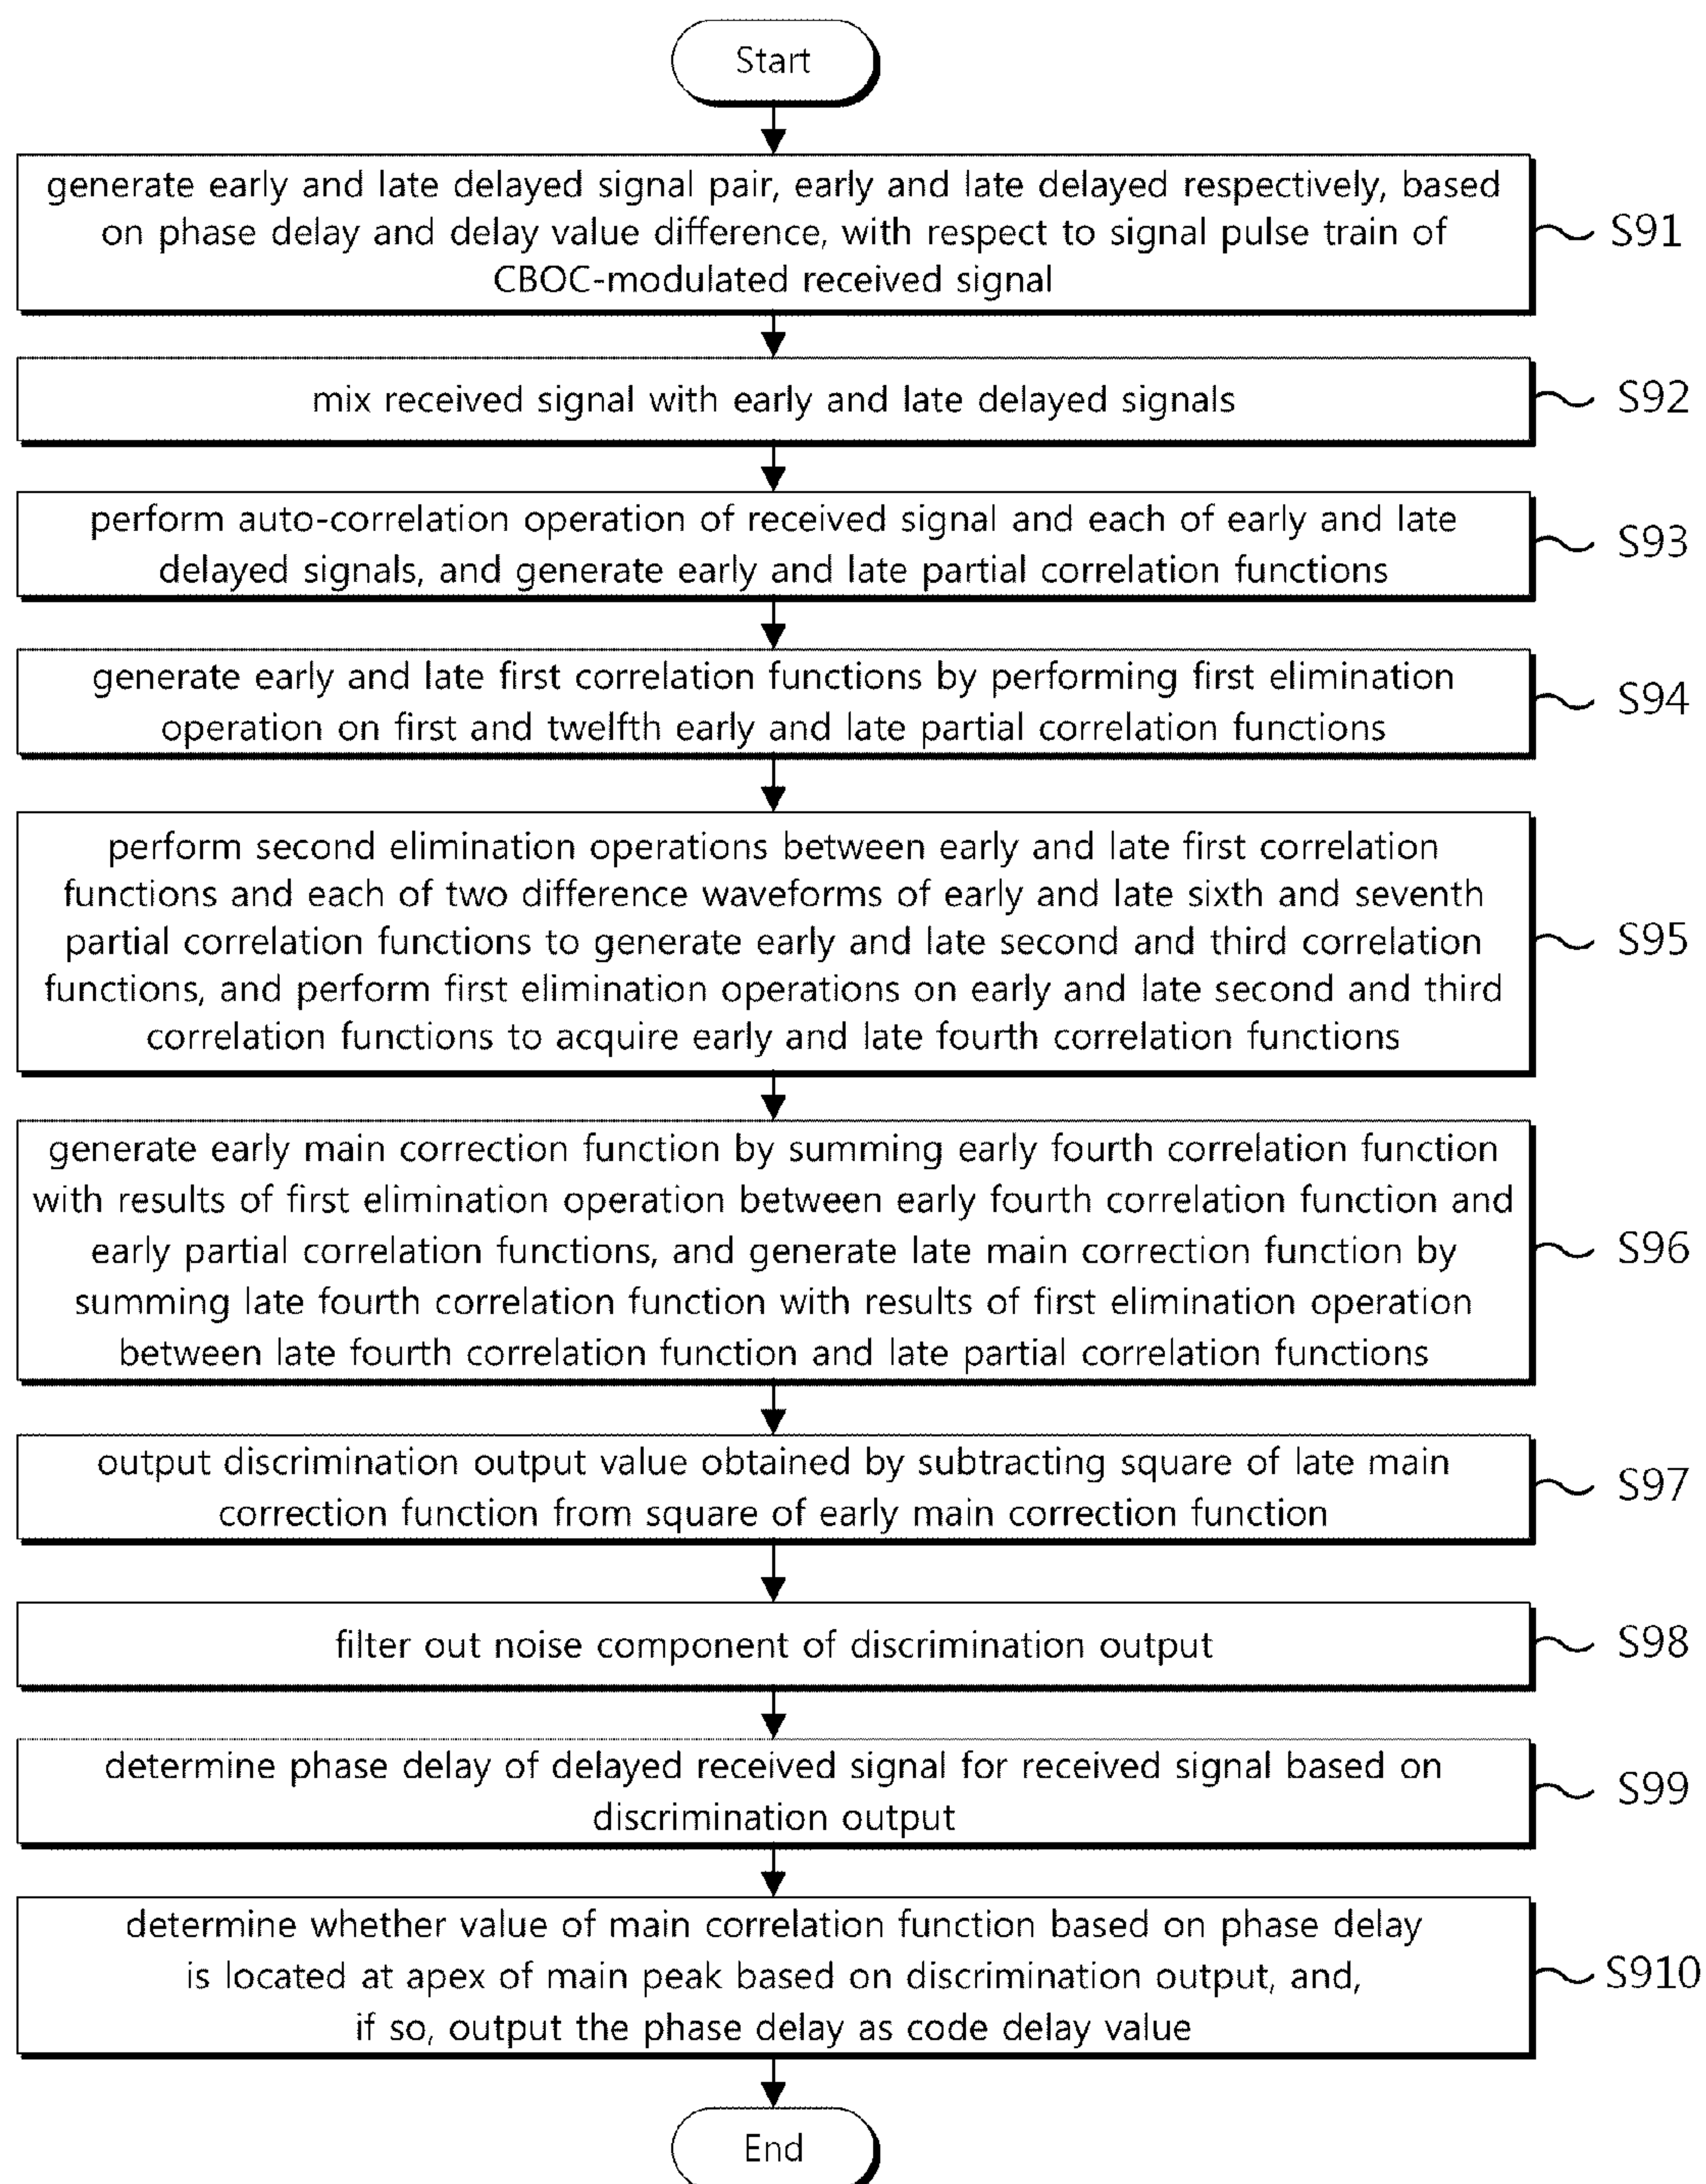 Start
generate early and late delayed signal pair, early and late delayed respectively, based
on phase delay and delay value difference, with respect to signal pulse train of
CBOC-modulated received signal
S91
mix received signal with early and late delayed signals
S92
perform auto-correlation operation of received signal and each of early and late
delayed signals, and generate early and late partial correlation functions
S93
generate early and late first correlation functions by performing first elimination
operation on first and twelfth early and late partial correlation functions
S94
perform second elimination operations between early and late first correlation
functions and each of two difference waveforms of early and late sixth and seventh
partial correlation functions to generate early and late second and third correlation
functions, and perform first elimination operations on early and late second and third
correlation functions to acquire early and late fourth correlation functions
S95
generate early main correction function by summing early fourth correlation function
with results of first elimination operation between early fourth correlation function and
early partial correlation functions, and generate late main correction function by
summing late fourth correlation function with results of first elimination operation
between late fourth correlation function and late partial correlation functions
S96
output discrimination output value obtained by subtracting square of late main
correction function from square of early main correction function
S97
filter out noise component of discrimination output
S98
determine phase delay of delayed received signal for received signal based on
discrimination output
S99
determine whether value of main correlation function based on phase delay
is located at apex of main peak based on discrimination output, and,
if so, output the phase delay as code delay value
S910
End